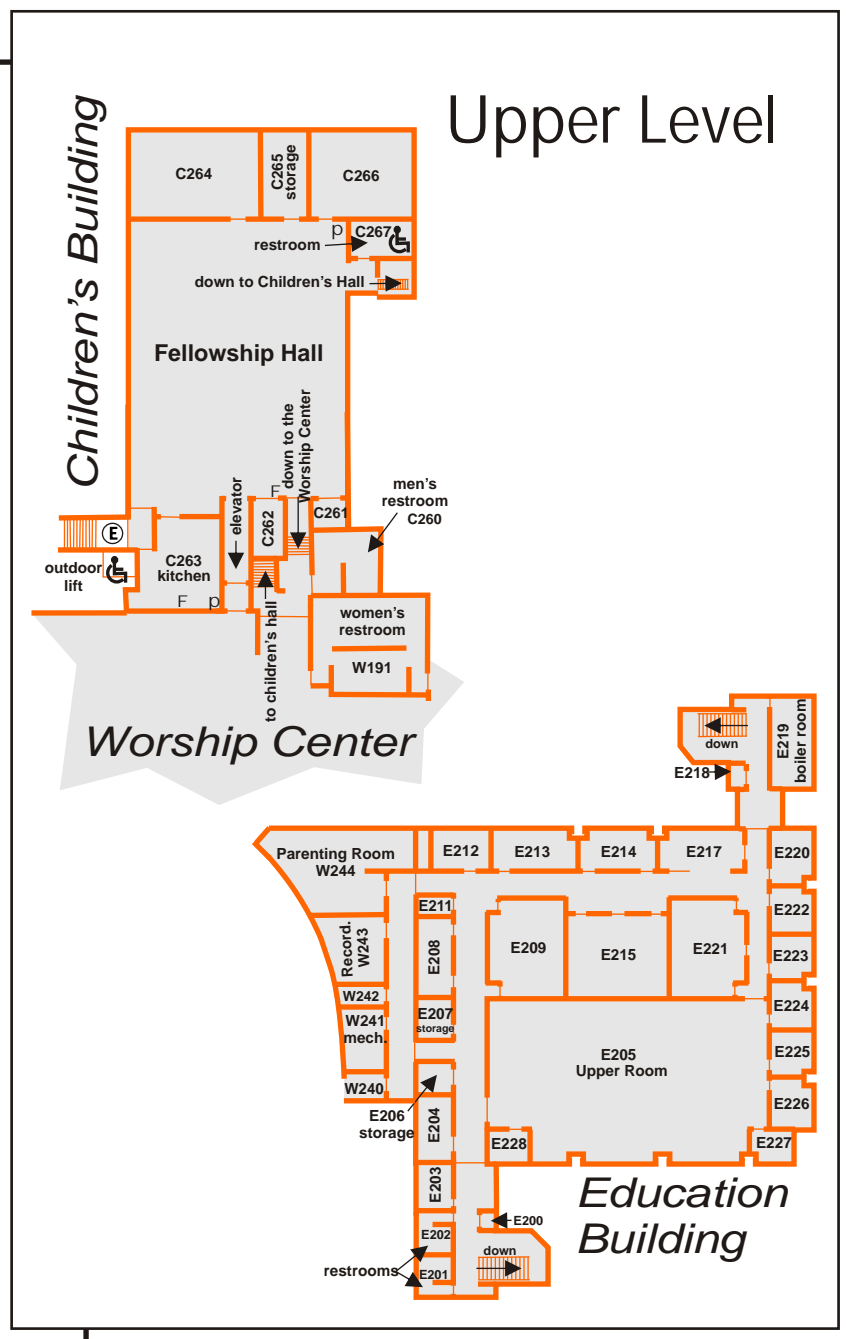 Upper Level
Children's Building
C264
C265
storage
C266
p
C267
restroom
down to Children's Hall
Fellowship Hall
down to the
Worship Center
elevator
F
C262
C261
men's
restroom
C260
E
outdoor
lift
C263
kitchen
F
p
to children's hall
women's
restroom
W191
Worship Center
down
E219
boiler room
E218
Parenting Room
W244
E212
E213
E214
E217
E220
E211
E222
Record.
W243
E208
E209
E215
E221
E223
W242
E207
storage
E224
W241
mech.
E205
Upper Room
E225
W240
E206
storage
E204
E226
E228
E227
E203
Education
Building
E200
E202
down
restrooms
E201